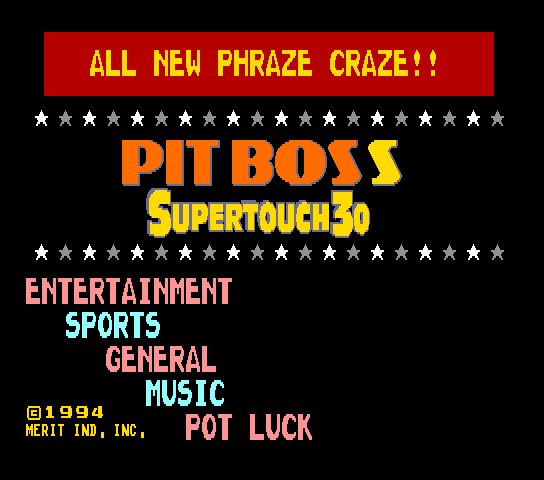 ALL NEW PHRAZE CRAZE!!
PIT BOSS
SUPERTOUCH30
ENTERTAINMENT
SPORTS
GENERAL
MUSIC
©1994
MERIT IND, INC,
POT LUCK